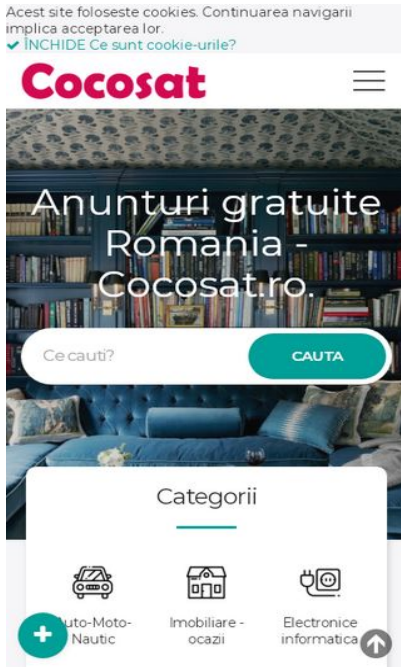 Acest site foloseste cookies. Continuarea navigarii
implica acceptarea lor.
ÎNCHIDE Ce sunt cookie-urile?
Cocosat
Anunturi gratuite
Romania -
Cocosat.ro.
Ce cauti?
CAUTA
Categorii
Auto-Moto-
Nautic
Imobiliare -
ocazii
Electronice
informatica